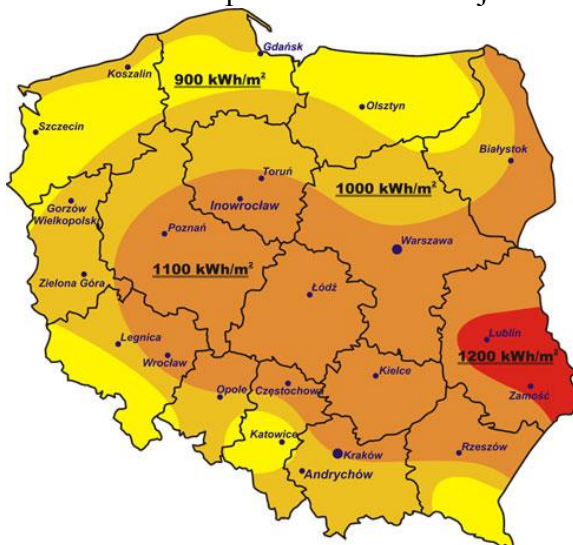 Gdańsk
Koszalin
900 kWh/m²
Olsztyn
Szczecin
Białystok
Toruń
1000 kWh/m²
Gorzów
Wielkopolski
Inowrocław
Poznań
Warszawa
1100 kWh/m²
Zielona Góra
Łódź
Lublin
Legnica
1200 kWh/m²
Wrocław
Kielce
Opole
Częstochowa
Zamość
Katowice
Kraków
Rzeszów
Andrychów